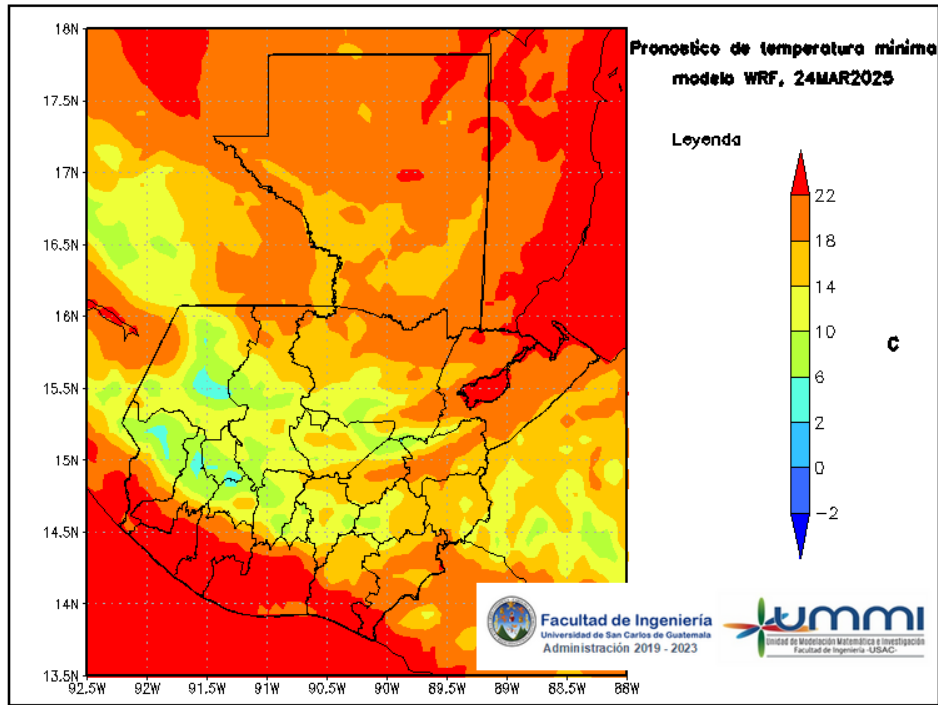 Pronostico de temperatura minima
modelo WRF, 24MAR2025
Leyenda
22
18
14
10
6
2
0
-2
C
18N
17.5N
17N
16.5N
16N
15.5N
15N
14.5N
14N
13.5N
92.5W
92W
91.5W
91W
90.5W
90W
89.5W
89W
88.5W
88W
Facultad de Ingeniería
Universidad de San Carlos de Guatemala
Administración 2019 - 2023
UMMI
Unidad de Modelación Matemática e Investigación
Facultad de Ingeniería -USAC-